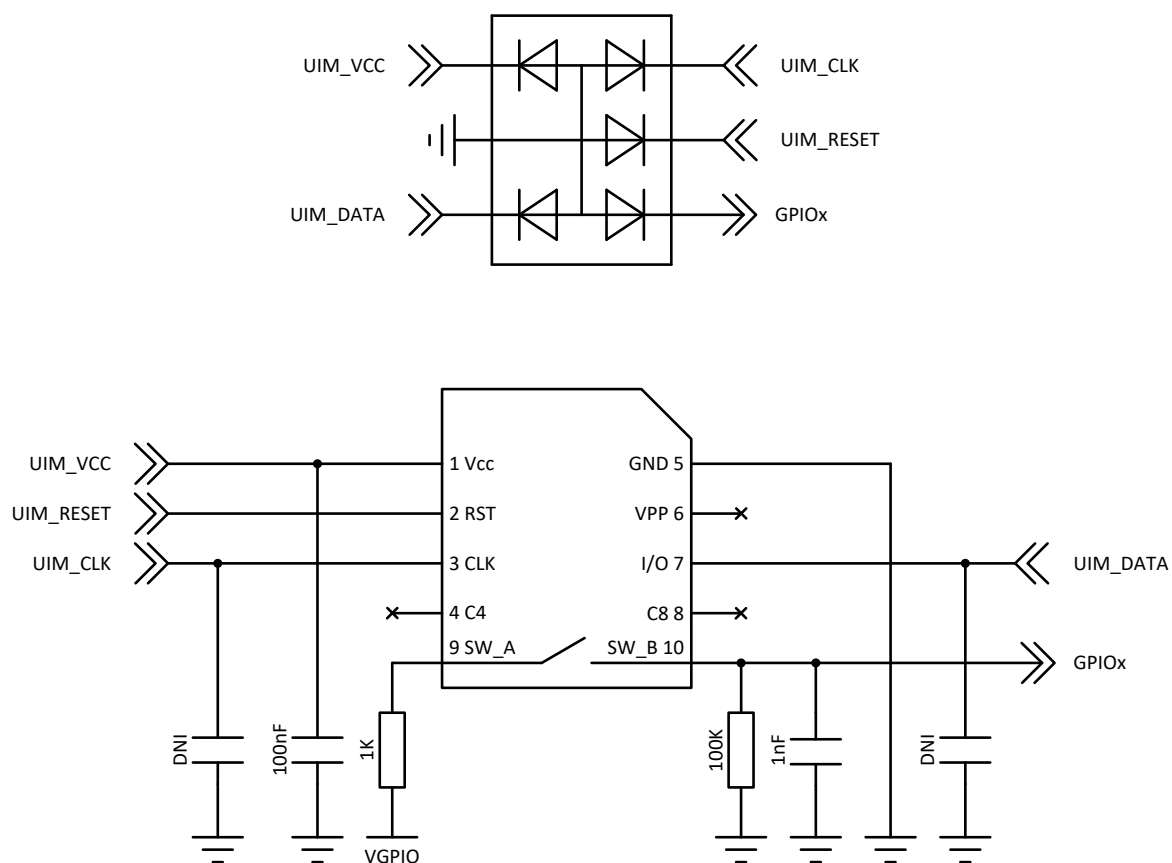 UIM_VCC
UIM_CLK
UIM_RESET
UIM_DATA
GPIOx
UIM_VCC
1 Vcc
GND 5
UIM_RESET
2 RST
VPP 6
UIM_CLK
3 CLK
I/O 7
UIM_DATA
4 C4
C8 8
9 SW_A
SW_B 10
GPIOx
DNI
100nF
1K
100K
1nF
DNI
VGPIO